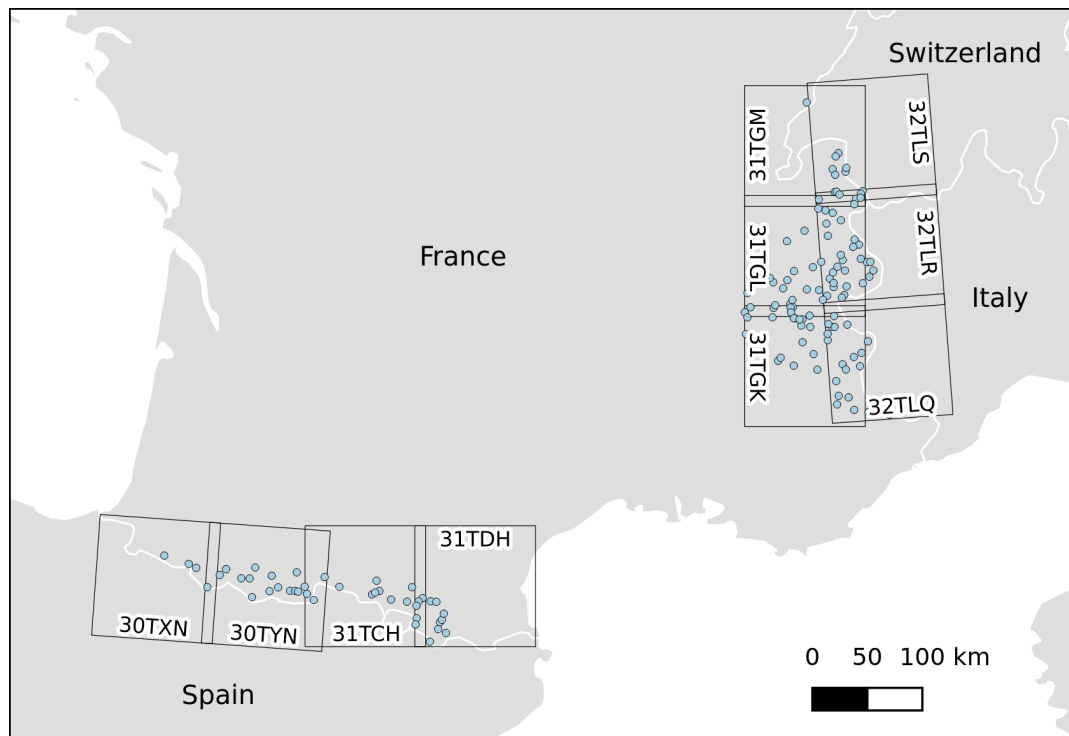 Switzerland
31TGM
32TLS
France
31TGL
32TLR
Italy
31TGK
32TLQ
31TDH
30TXN
30TYN
31TCH
Spain
0 50 100 km